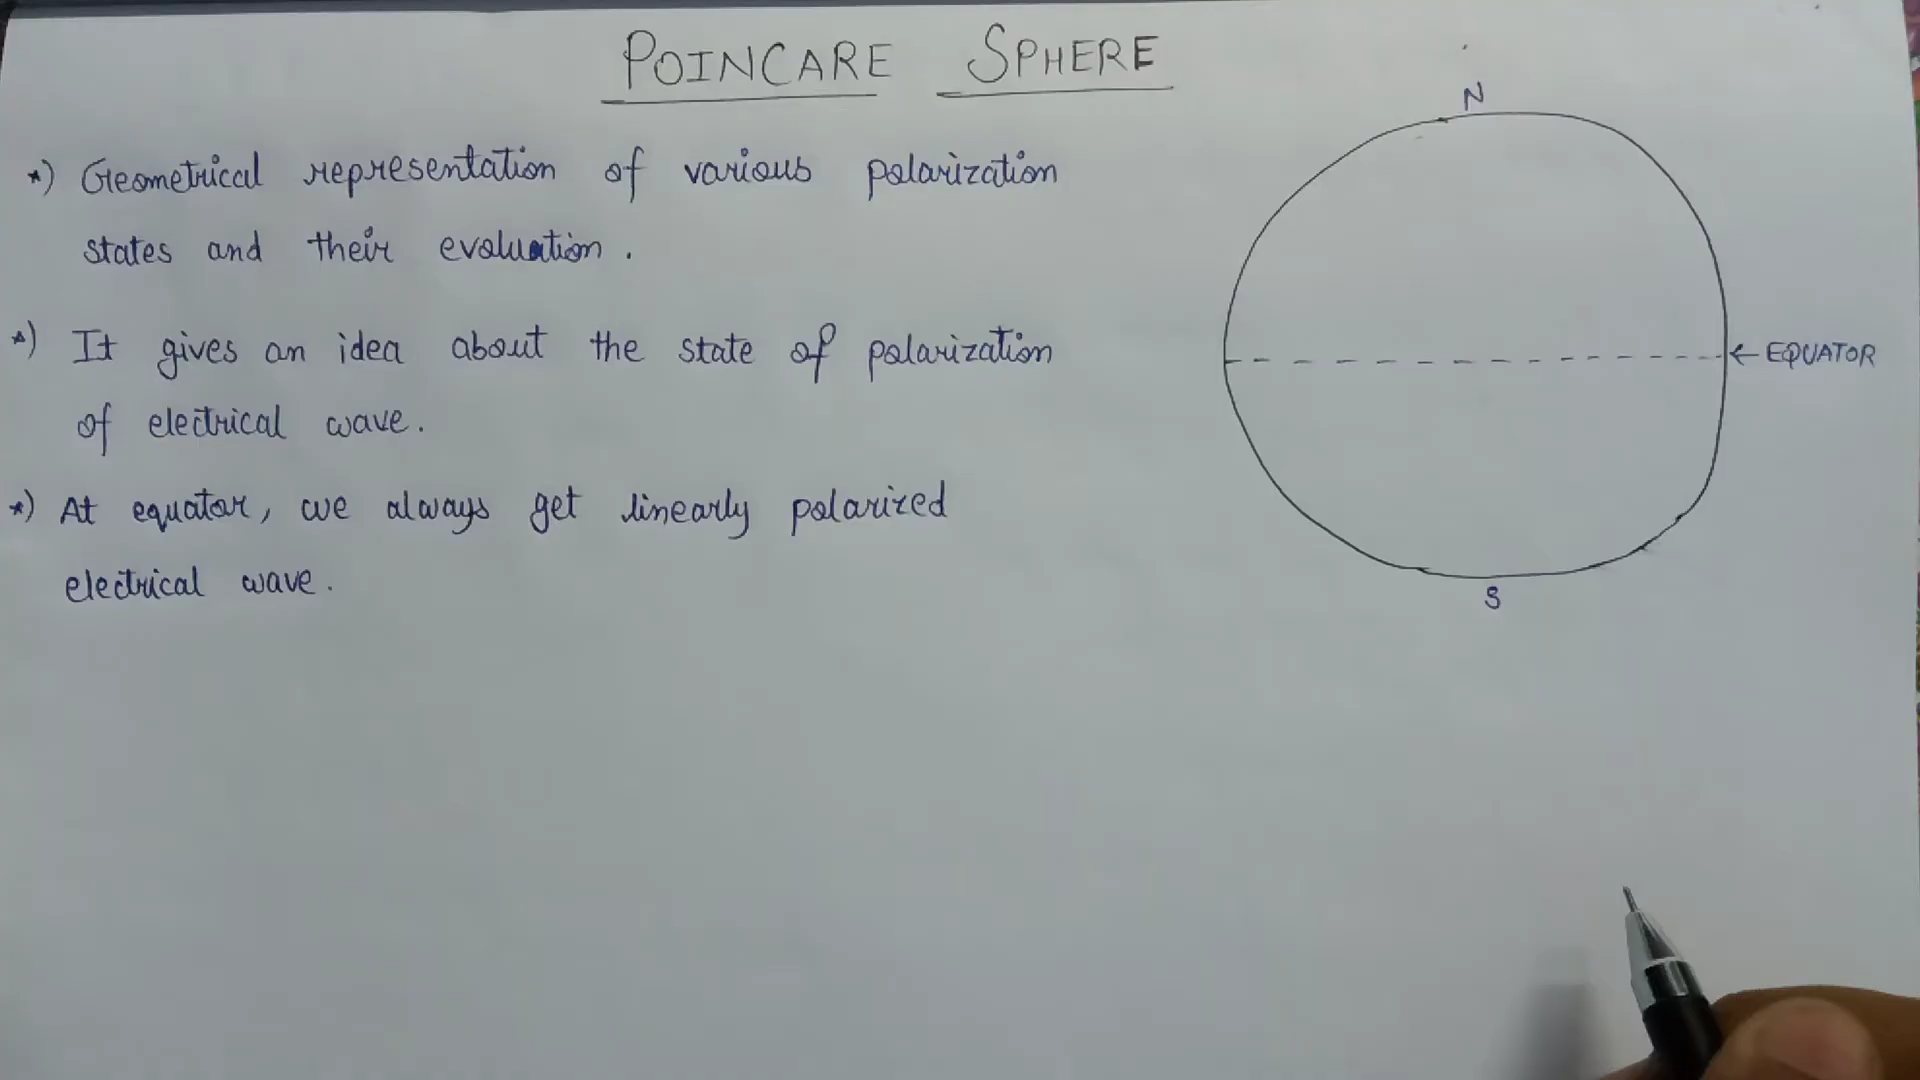 POINCARE SPHERE
*) Geometrical representation of various polarization
states and their evaluation.
*) It gives an idea about the state of polarization
of electrical wave.
*) At equator, we always get linearly polarized
electrical wave.
N
← EQUATOR
S